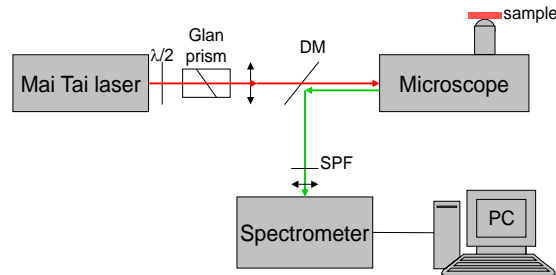 sample
λ/2
Glan
prism
DM
Mai Tai laser
Microscope
SPF
Spectrometer
PC